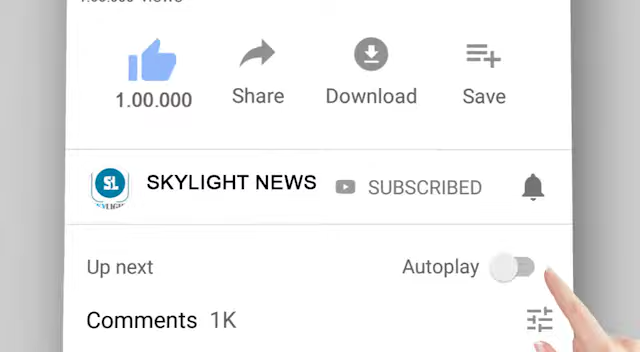 1.00.000
Share
Download
Save
SL
SKYLIGHT NEWS
SUBSCRIBED
Up next
Autoplay
Comments 1K